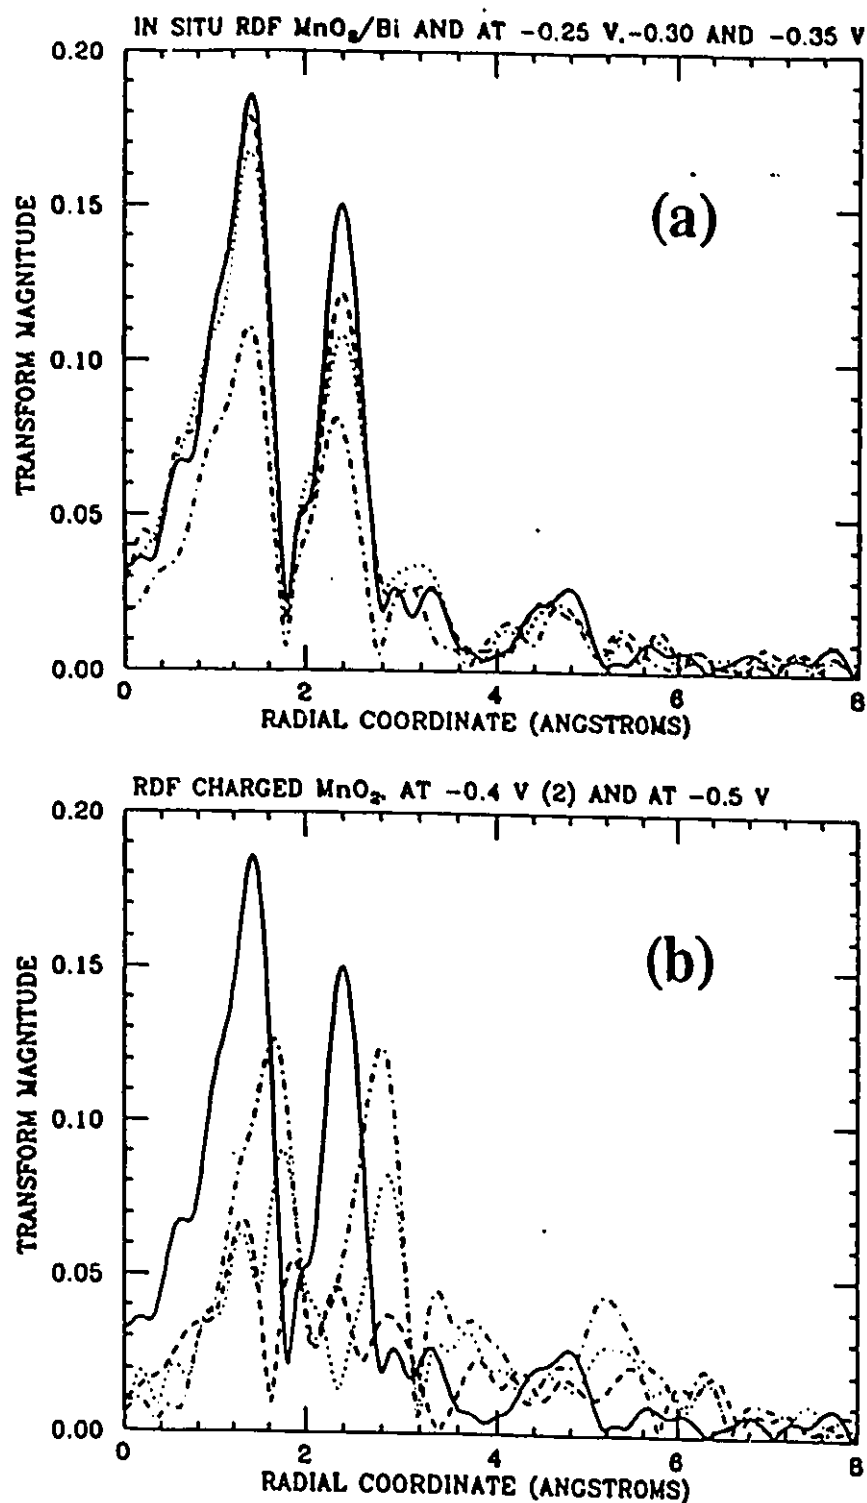 IN SITU RDF MnO₂/Bi AND AT -0.25 V.-0.30 AND -0.35 V
0.20
0.15
0.10
0.05
0.00
TRANSFORM MAGNITUDE
(a)
0 2 4 6 8
RADIAL COORDINATE (ANGSTROMS)
RDF CHARGED MnO₂. AT -0.4 V (2) AND AT -0.5 V
0.20
0.15
0.10
0.05
0.00
TRANSFORM MAGNITUDE
(b)
0 2 4 6 8
RADIAL COORDINATE (ANGSTROMS)